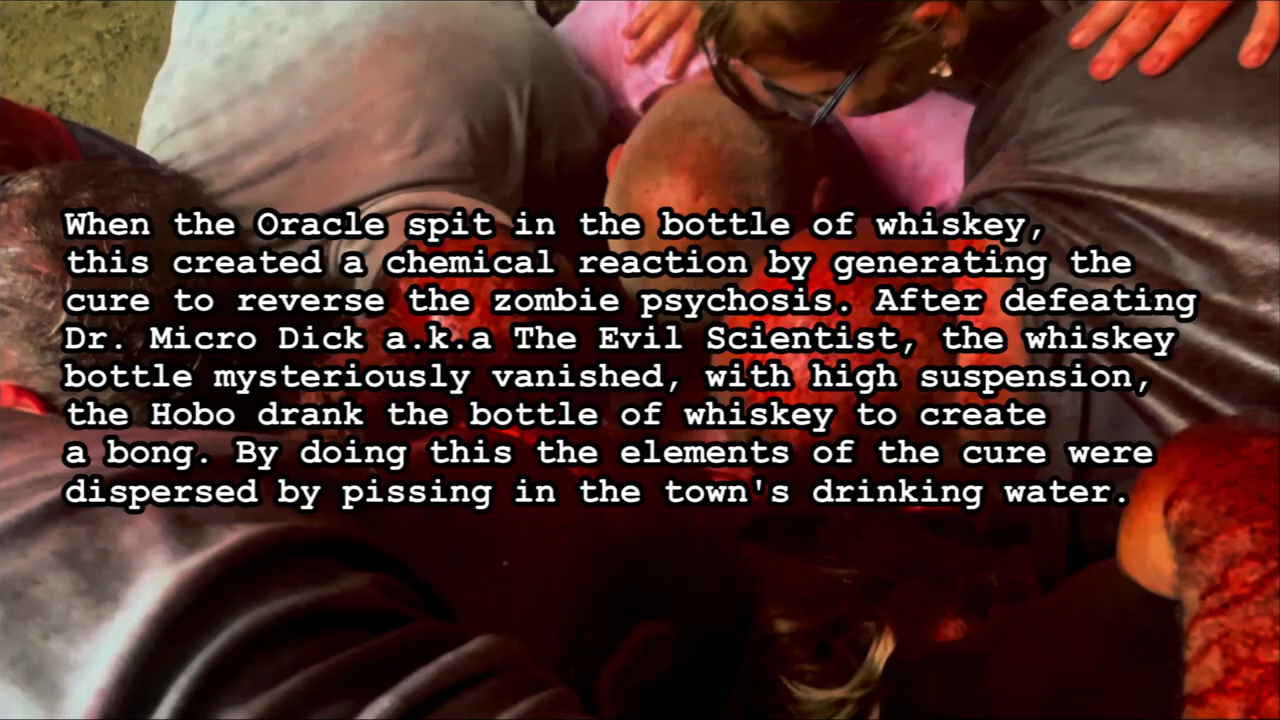 When the Oracle spit in the bottle of whiskey,
this created a chemical reaction by generating the
cure to reverse the zombie psychosis. After defeating
Dr. Micro Dick a.k.a The Evil Scientist, the whiskey
bottle mysteriously vanished, with high suspension,
the Hobo drank the bottle of whiskey to create
a bong. By doing this the elements of the cure were
dispersed by pissing in the town's drinking water.